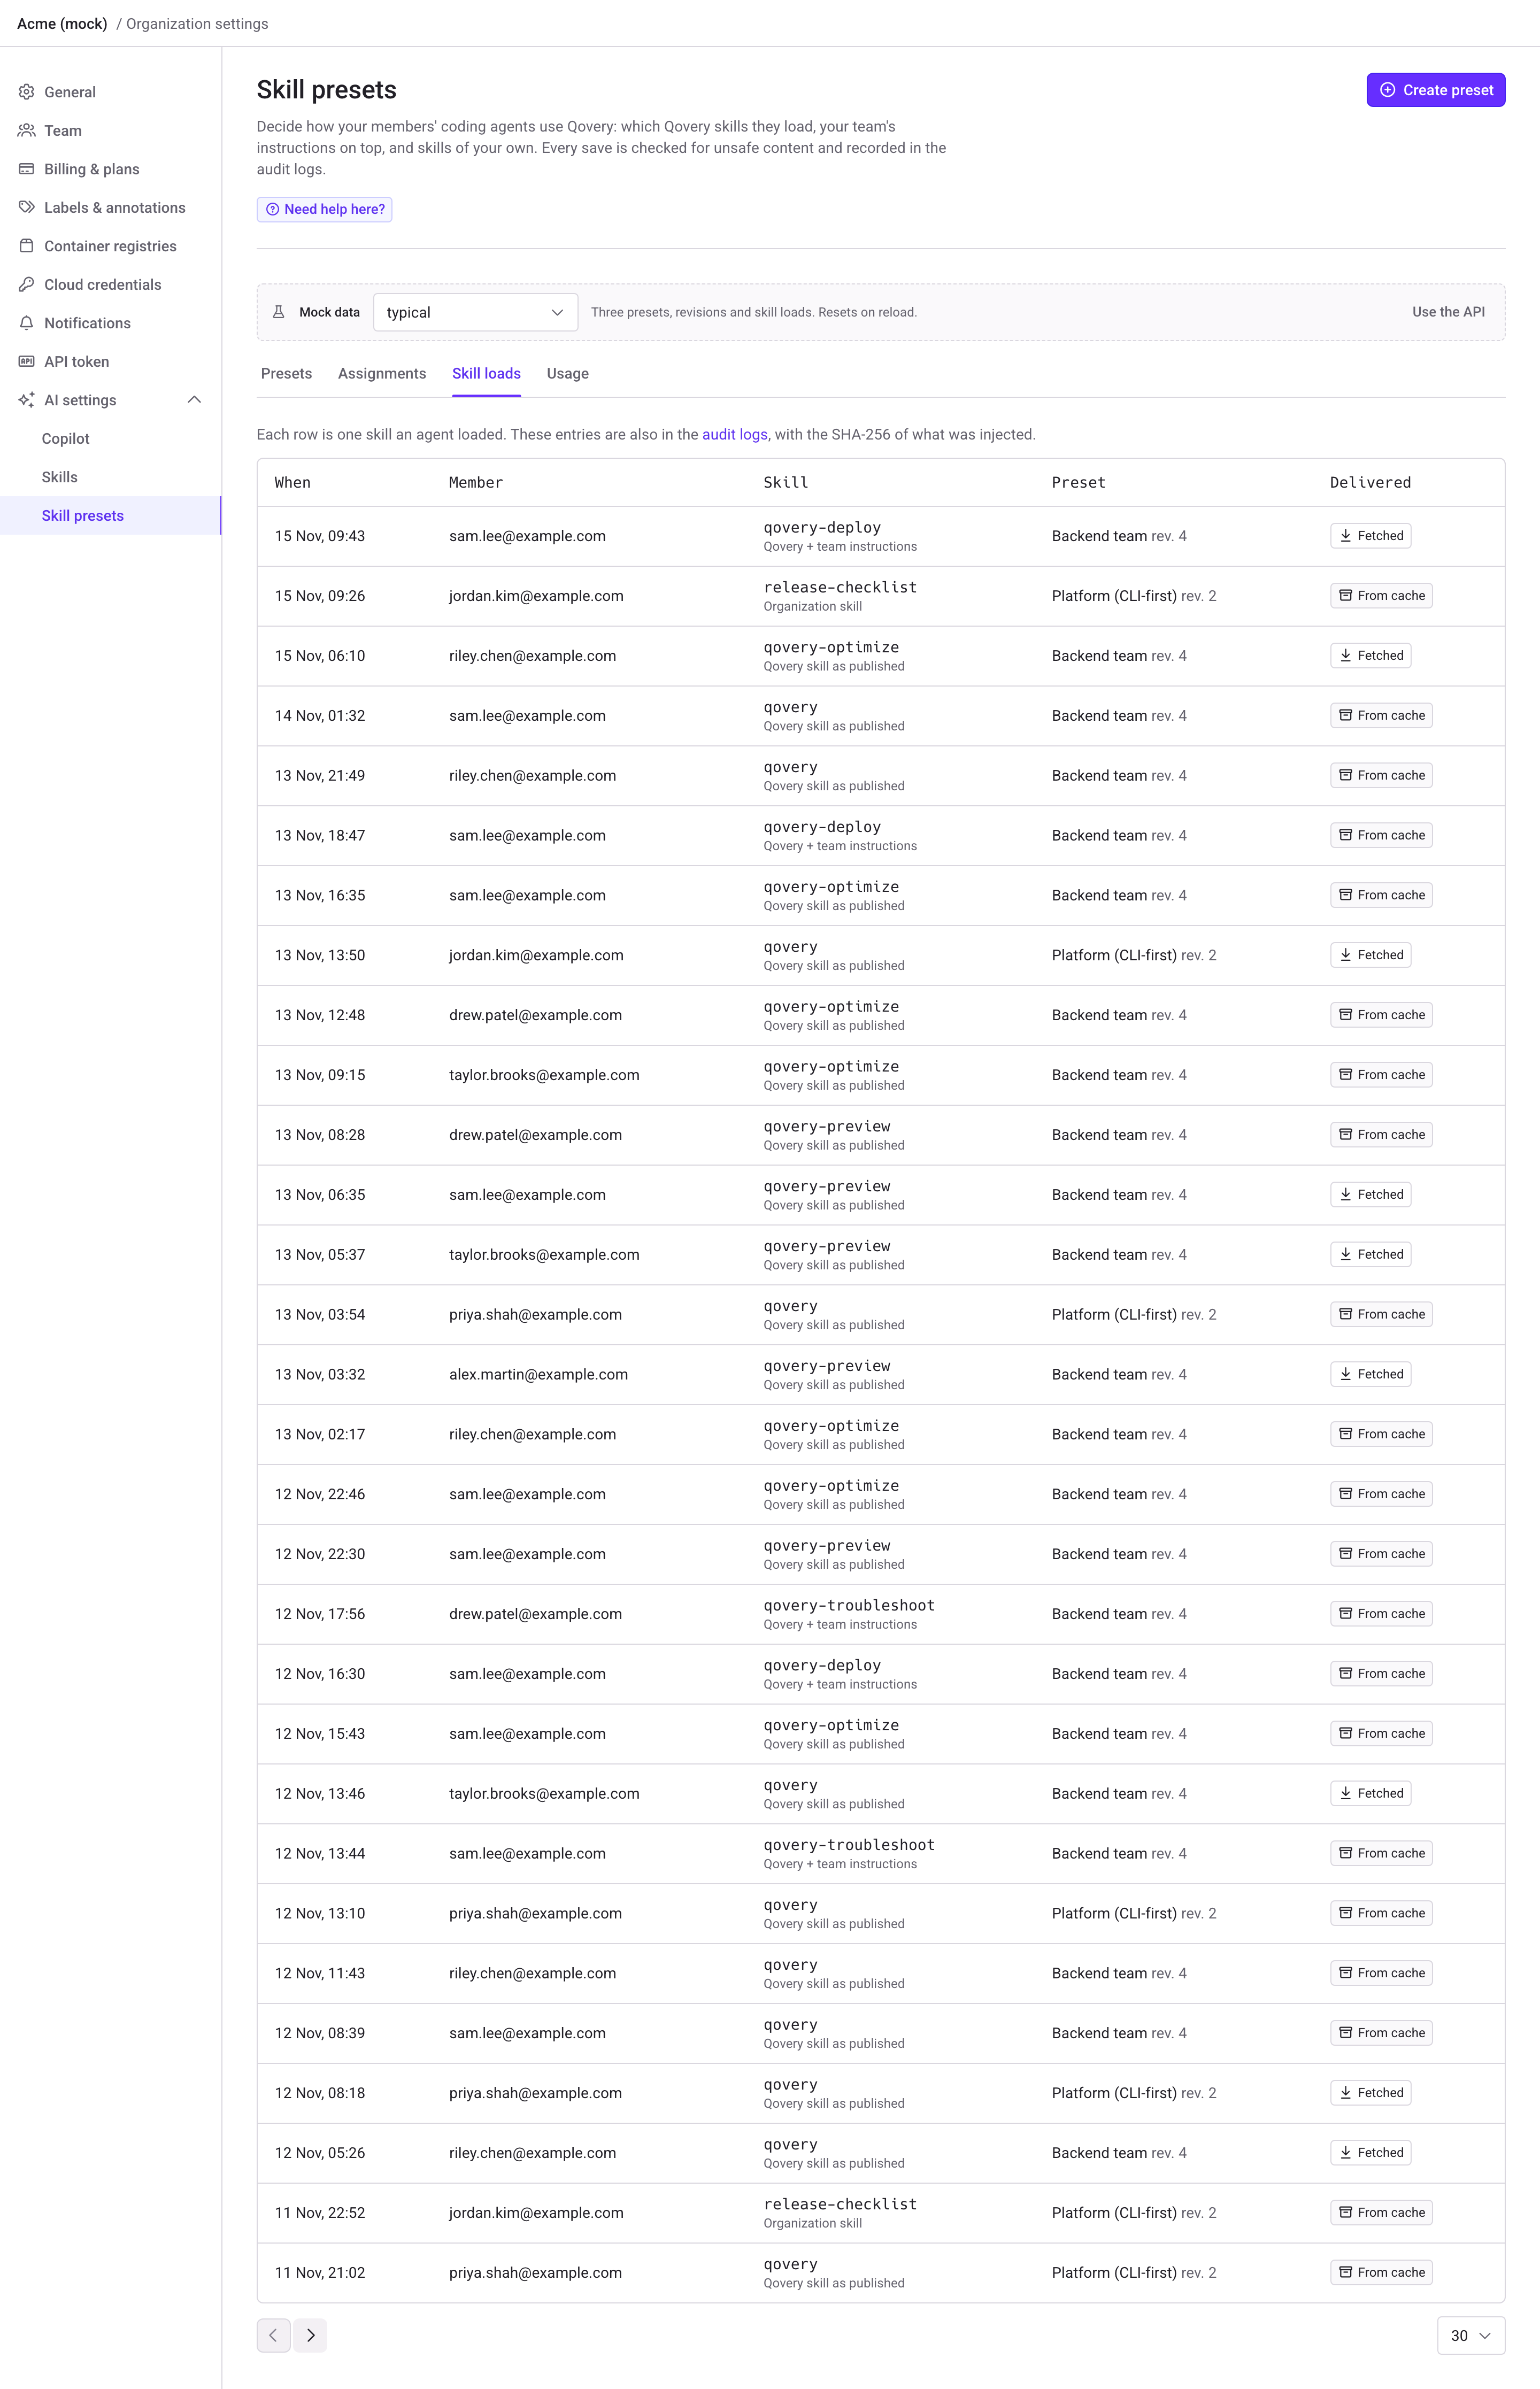 Acme (mock) / Organization settings
General
Team
Billing & plans
Labels & annotations
Container registries
Cloud credentials
Notifications
API token
AI settings
Copilot
Skills
Skill presets
Skill presets
Create preset
Decide how your members' coding agents use Qovery: which Qovery skills they load, your team's
instructions on top, and skills of your own. Every save is checked for unsafe content and recorded in the
audit logs.
Need help here?
Mock data typical Three presets, revisions and skill loads. Resets on reload. Use the API
Presets Assignments Skill loads Usage
Each row is one skill an agent loaded. These entries are also in the audit logs, with the SHA-256 of what was injected.
When Member Skill Preset Delivered
15 Nov, 09:43 sam.lee@example.com qovery-deploy Backend team rev. 4 Fetched
Qovery + team instructions
15 Nov, 09:26 jordan.kim@example.com release-checklist Platform (CLI-first) rev. 2 From cache
Organization skill
15 Nov, 06:10 riley.chen@example.com qovery-optimize Backend team rev. 4 Fetched
Qovery skill as published
14 Nov, 01:32 sam.lee@example.com qovery Backend team rev. 4 From cache
Qovery skill as published
13 Nov, 21:49 riley.chen@example.com qovery Backend team rev. 4 From cache
Qovery skill as published
13 Nov, 18:47 sam.lee@example.com qovery-deploy Backend team rev. 4 From cache
Qovery + team instructions
13 Nov, 16:35 sam.lee@example.com qovery-optimize Backend team rev. 4 From cache
Qovery skill as published
13 Nov, 13:50 jordan.kim@example.com qovery Platform (CLI-first) rev. 2 Fetched
Qovery skill as published
13 Nov, 12:48 drew.patel@example.com qovery-optimize Backend team rev. 4 From cache
Qovery skill as published
13 Nov, 09:15 taylor.brooks@example.com qovery-optimize Backend team rev. 4 From cache
Qovery skill as published
13 Nov, 08:28 drew.patel@example.com qovery-preview Backend team rev. 4 From cache
Qovery skill as published
13 Nov, 06:35 sam.lee@example.com qovery-preview Backend team rev. 4 Fetched
Qovery skill as published
13 Nov, 05:37 taylor.brooks@example.com qovery-preview Backend team rev. 4 Fetched
Qovery skill as published
13 Nov, 03:54 priya.shah@example.com qovery Platform (CLI-first) rev. 2 From cache
Qovery skill as published
13 Nov, 03:32 alex.martin@example.com qovery-preview Backend team rev. 4 Fetched
Qovery skill as published
13 Nov, 02:17 riley.chen@example.com qovery-optimize Backend team rev. 4 From cache
Qovery skill as published
12 Nov, 22:46 sam.lee@example.com qovery-optimize Backend team rev. 4 From cache
Qovery skill as published
12 Nov, 22:30 sam.lee@example.com qovery-preview Backend team rev. 4 From cache
Qovery skill as published
12 Nov, 17:56 drew.patel@example.com qovery-troubleshoot Backend team rev. 4 From cache
Qovery + team instructions
12 Nov, 16:30 sam.lee@example.com qovery-deploy Backend team rev. 4 From cache
Qovery + team instructions
12 Nov, 15:43 sam.lee@example.com qovery-optimize Backend team rev. 4 From cache
Qovery skill as published
12 Nov, 13:46 taylor.brooks@example.com qovery Backend team rev. 4 Fetched
Qovery skill as published
12 Nov, 13:44 sam.lee@example.com qovery-troubleshoot Backend team rev. 4 From cache
Qovery + team instructions
12 Nov, 13:10 priya.shah@example.com qovery Platform (CLI-first) rev. 2 From cache
Qovery skill as published
12 Nov, 11:43 riley.chen@example.com qovery Backend team rev. 4 From cache
Qovery skill as published
12 Nov, 08:39 sam.lee@example.com qovery Backend team rev. 4 From cache
Qovery skill as published
12 Nov, 08:18 priya.shah@example.com qovery Platform (CLI-first) rev. 2 Fetched
Qovery skill as published
12 Nov, 05:26 riley.chen@example.com qovery Backend team rev. 4 Fetched
Qovery skill as published
11 Nov, 22:52 jordan.kim@example.com release-checklist Platform (CLI-first) rev. 2 From cache
Organization skill
11 Nov, 21:02 priya.shah@example.com qovery Platform (CLI-first) rev. 2 From cache
Qovery skill as published
30